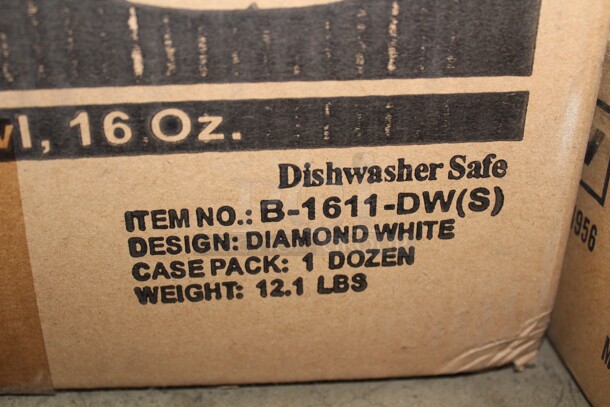 l, 16 Oz.
Dishwasher Safe
ITEM NO.: B-1611-DW(S)
DESIGN: DIAMOND WHITE
CASE PACK: 1 DOZEN
WEIGHT: 12.1 LBS
956